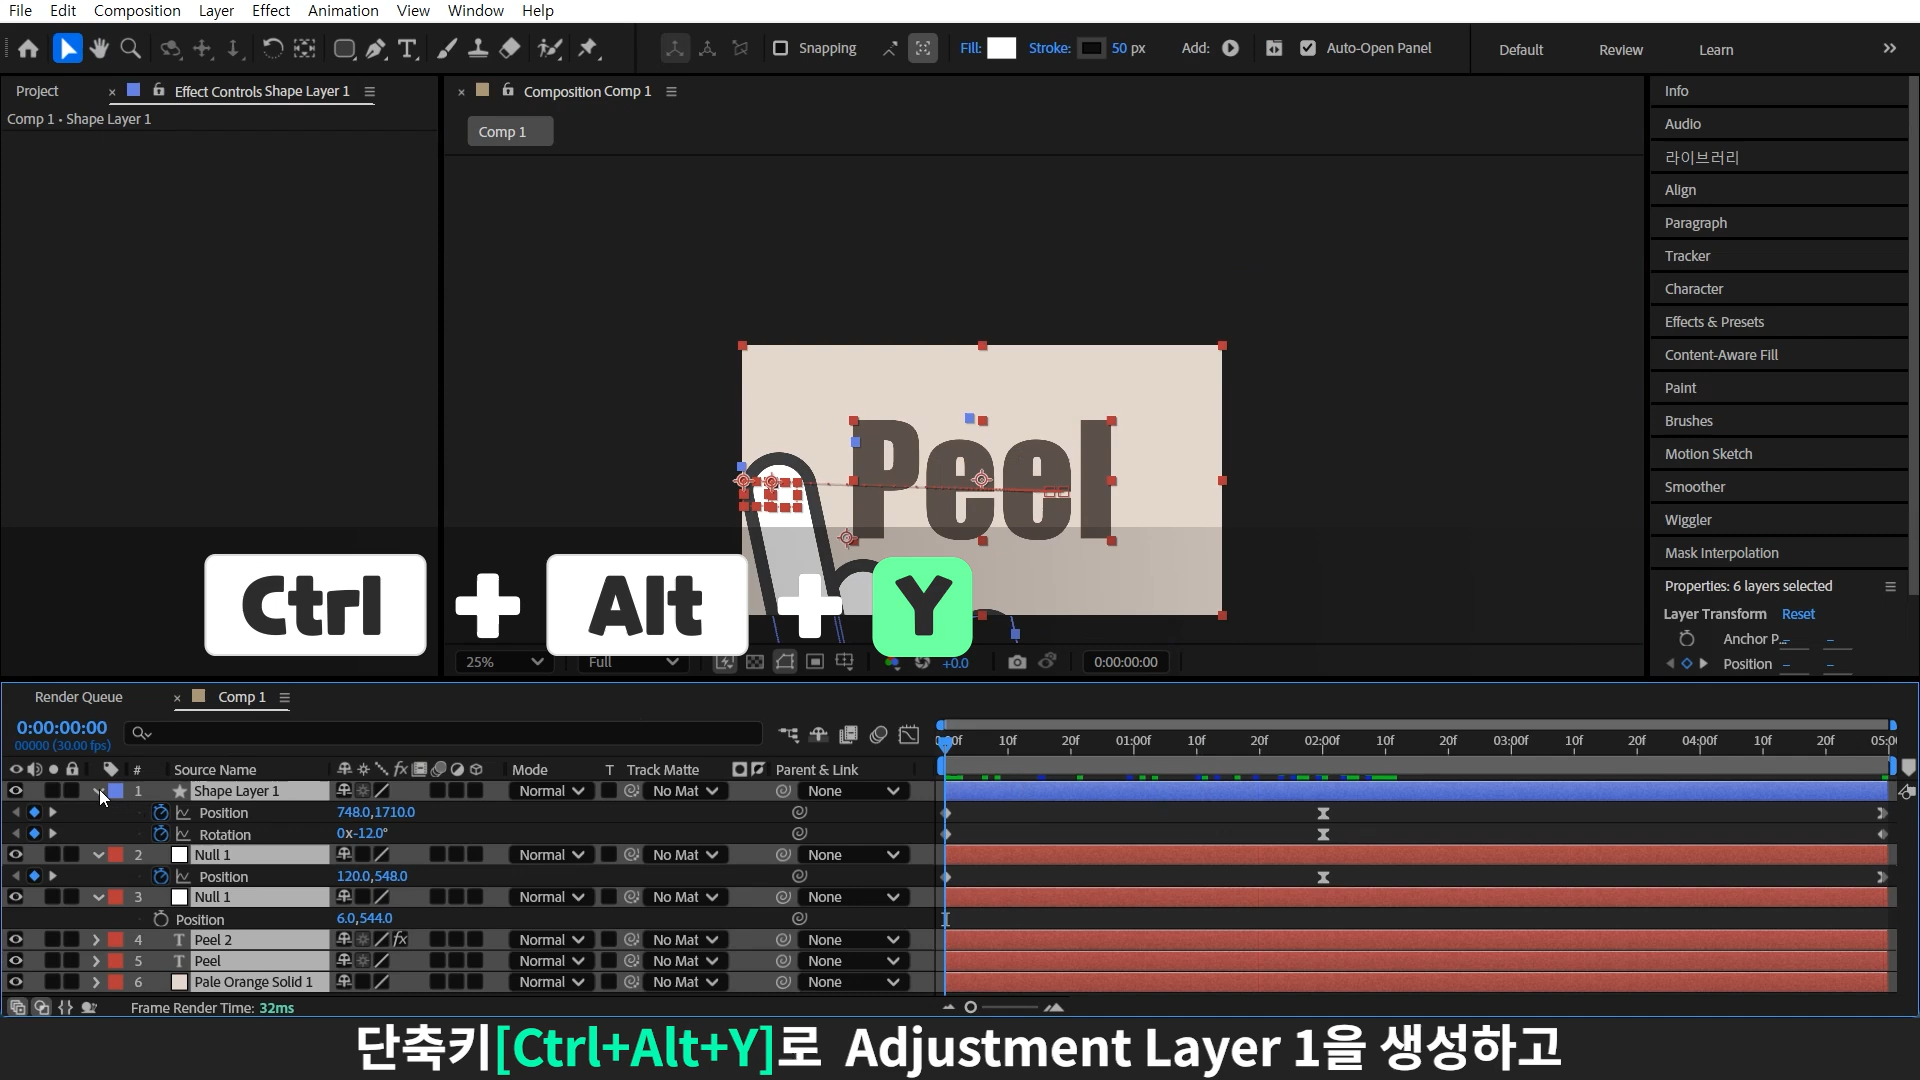 File Edit Composition Layer Effect Animation View Window Help
Snapping Fill: Stroke: 50 px Add: Auto-Open Panel Default Review Learn
Project Effect Controls Shape Layer 1
Comp 1 • Shape Layer 1
Composition Comp 1
Comp 1
Peel
Info
Audio
라이브러리
Align
Paragraph
Tracker
Character
Effects & Presets
Content-Aware Fill
Paint
Brushes
Motion Sketch
Smoother
Wiggler
Mask Interpolation
Properties: 6 layers selected
Layer Transform Reset
Anchor P..
Position
Ctrl + Alt + Y
25% Full +0.0 0:00:00:00
Render Queue Comp 1
0:00:00:00
00000 (30.00 fps)
10f 20f 01:00f 10f 20f 02:00f 10f 20f 03:00f 10f 20f 04:00f 10f 20f
# Source Name Mode T Track Matte Parent & Link
1 Shape Layer 1 Normal No Mat None
Position 748.0,1710.0
Rotation 0x-12.0°
2 Null 1 Normal No Mat None
Position 120.0,548.0
3 Null 1 Normal No Mat None
Position 6.0,544.0
4 T Peel 2 fx Normal No Mat None
5 T Peel Normal No Mat None
6 Pale Orange Solid 1 Normal No Mat None
Frame Render Time: 32ms
단축키[Ctrl+Alt+Y]로 Adjustment Layer 1을 생성하고